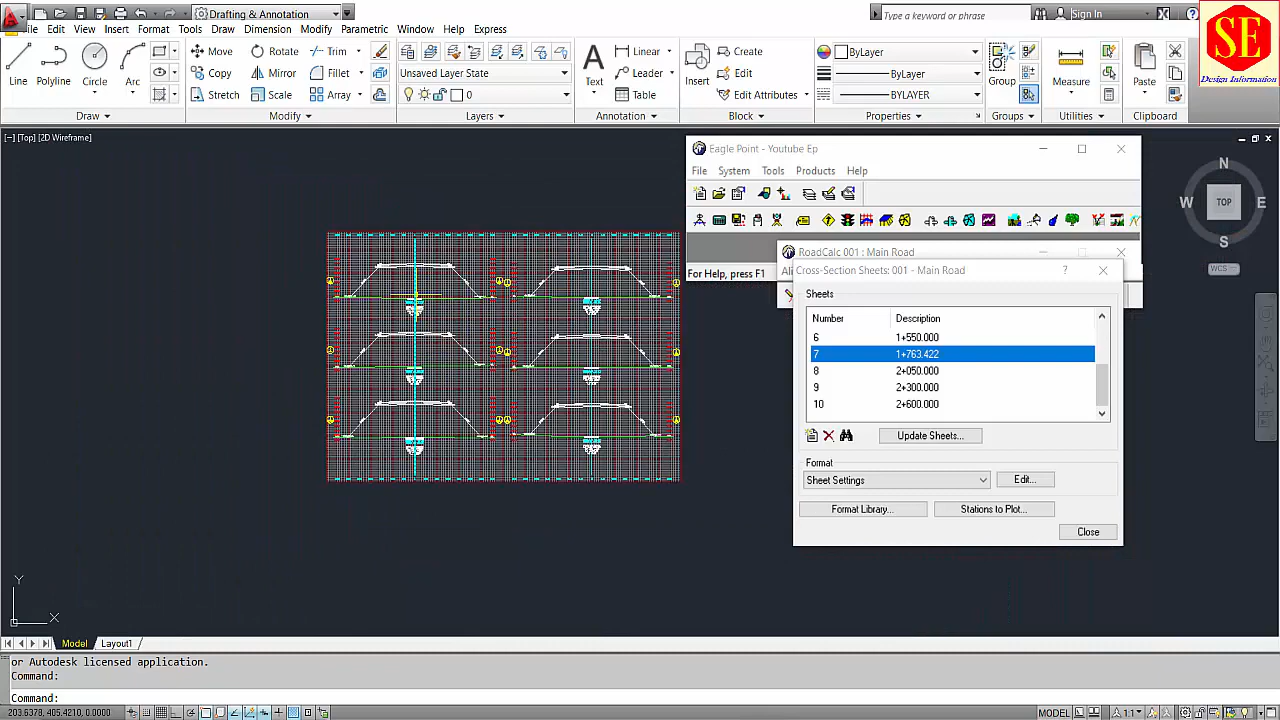 Drafting & Annotation
Type a keyword or phrase
Sign In
SE
Design Information
File Edit View Insert Format Tools Draw Dimension Modify Parametric Window Help Express
Line Polyline Circle Arc
Move Rotate Trim
Copy Mirror Fillet
Stretch Scale Array
Unsaved Layer State
0
Text
Linear
Leader
Table
Insert
Create
Edit
Edit Attributes
ByLayer
ByLayer
BYLAYER
Group
Measure
Paste
Draw Modify Layers Annotation Block Properties Groups Utilities Clipboard
[−] [Top] [2D Wireframe]
Eagle Point - Youtube Ep
File System Tools Products Help
For Help, press F1
RoadCalc 001 : Main Road
Cross-Section Sheets: 001 - Main Road
Sheets
Number Description
6 1+550.000
7 1+763.422
8 2+050.000
9 2+300.000
10 2+600.000
Update Sheets...
Format
Sheet Settings
Edit...
Format Library...
Stations to Plot...
Close
N
W TOP E
S
WCS
Y
X
Model Layout1
or Autodesk licensed application.
Command:
Command:
203.6378, 405.4210, 0.0000
MODEL
1:1